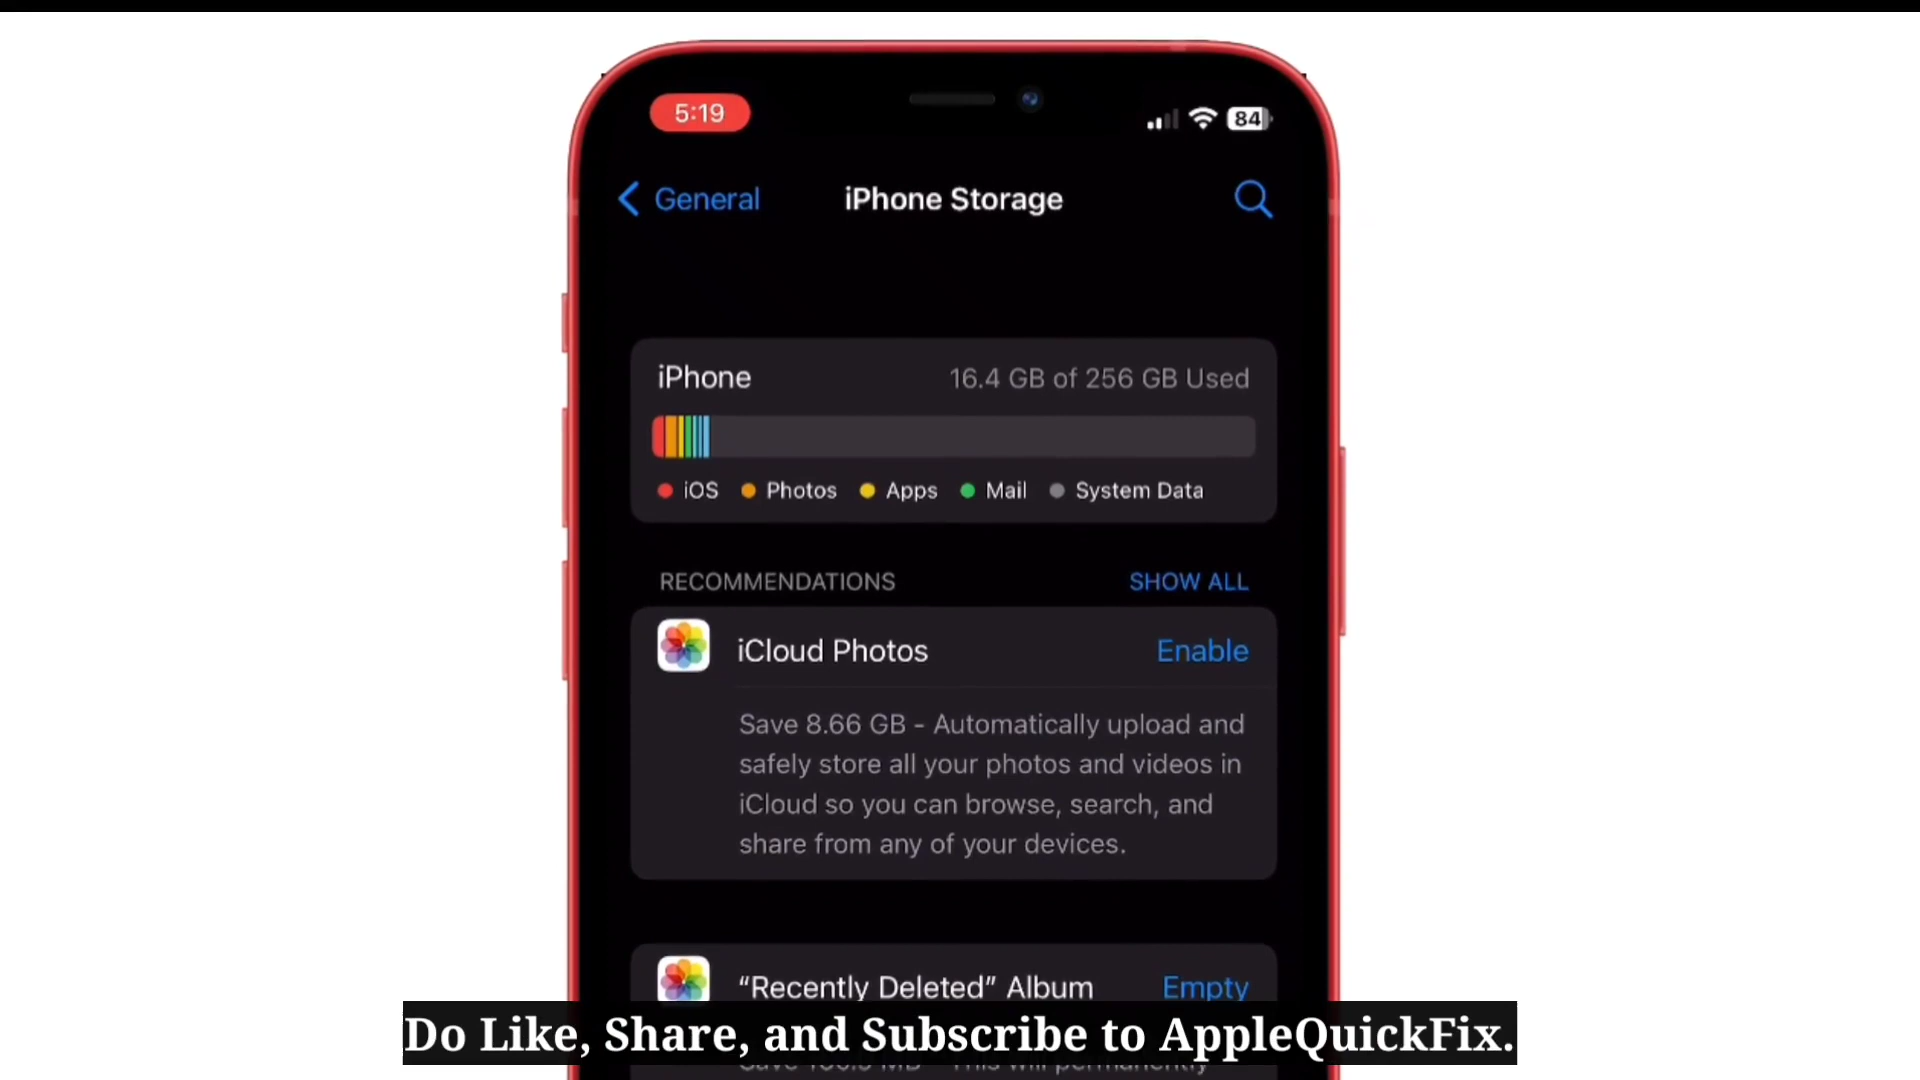 5:19
84
General
iPhone Storage
iPhone
16.4 GB of 256 GB Used
iOS
Photos
Apps
Mail
System Data
RECOMMENDATIONS
SHOW ALL
iCloud Photos
Enable
Save 8.66 GB - Automatically upload and
safely store all your photos and videos in
iCloud so you can browse, search, and
share from any of your devices.
“Recently Deleted” Album
Empty
Do Like, Share, and Subscribe to AppleQuickFix.